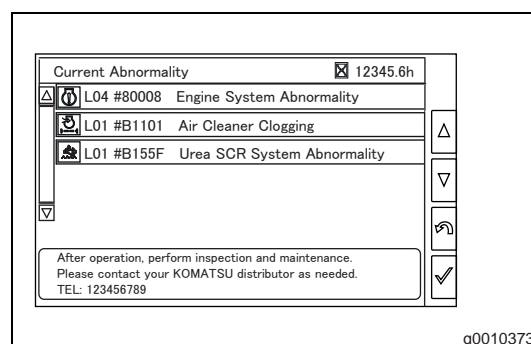 Current Abnormality 12345.6h
L04 #80008 Engine System Abnormality
L01 #B1101 Air Cleaner Clogging
L01 #B155F Urea SCR System Abnormality
After operation, perform inspection and maintenance.
Please contact your KOMATSU distributor as needed.
TEL: 123456789
q0010373